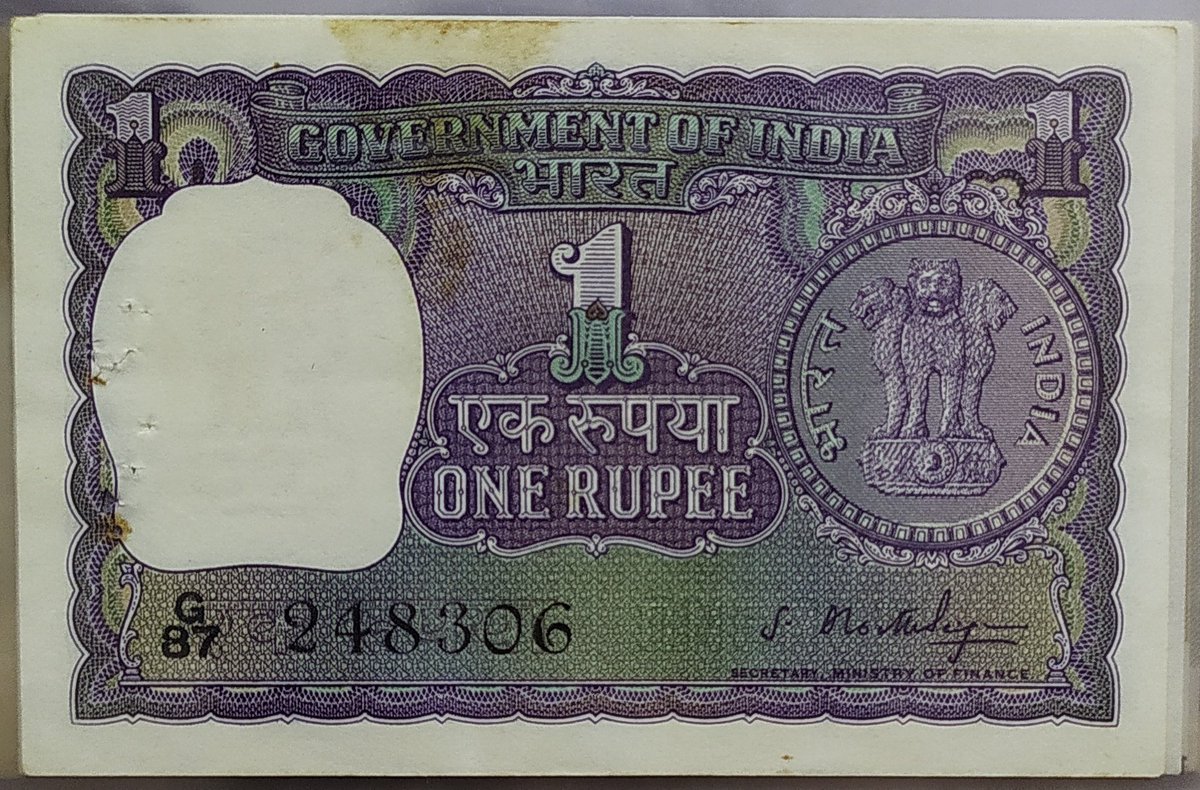 1 1
GOVERNMENT OF INDIA
भारत
1
भारत INDIA
एक रुपया
ONE RUPEE
G
87 248306
SECRETARY, MINISTRY OF FINANCE